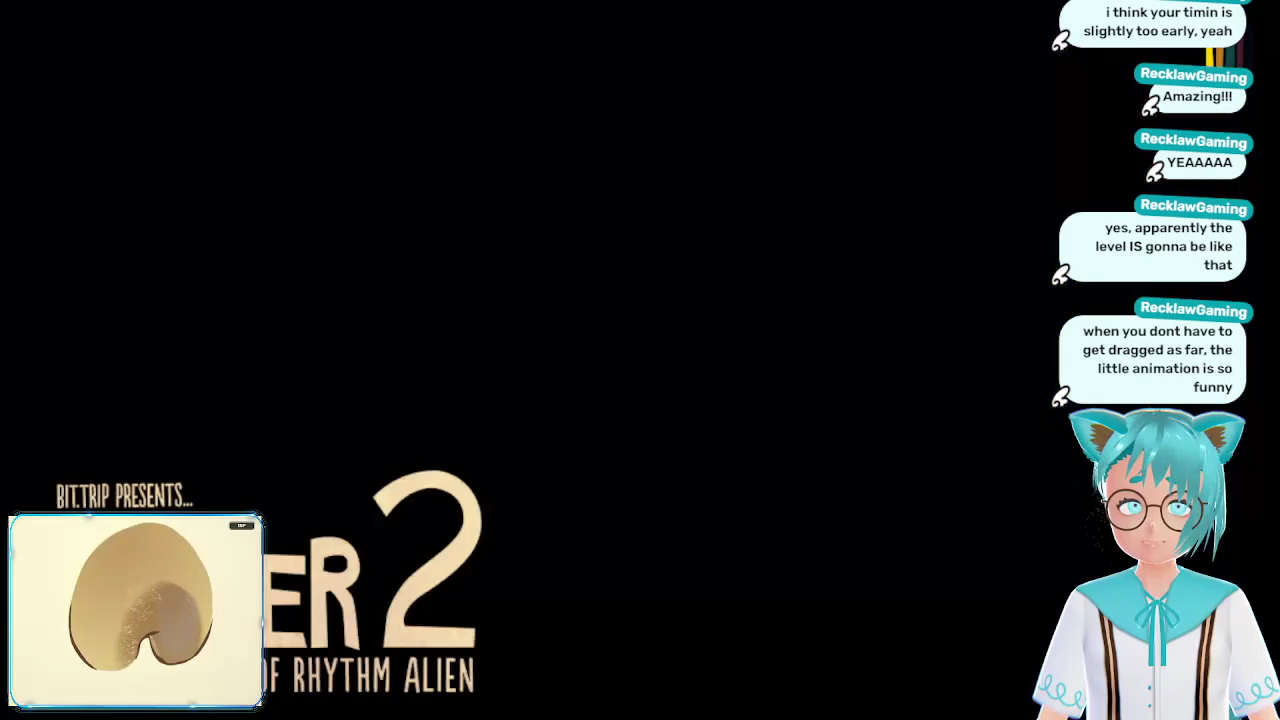 i think your timin is
slightly too early, yeah
RecklawGaming
Amazing!!!
RecklawGaming
YEAAAAA
RecklawGaming
yes, apparently the
level IS gonna be like
that
RecklawGaming
when you dont have to
get dragged as far, the
little animation is so
funny
BIT.TRIP PRESENTS...
ER2
OF RHYTHM ALIEN